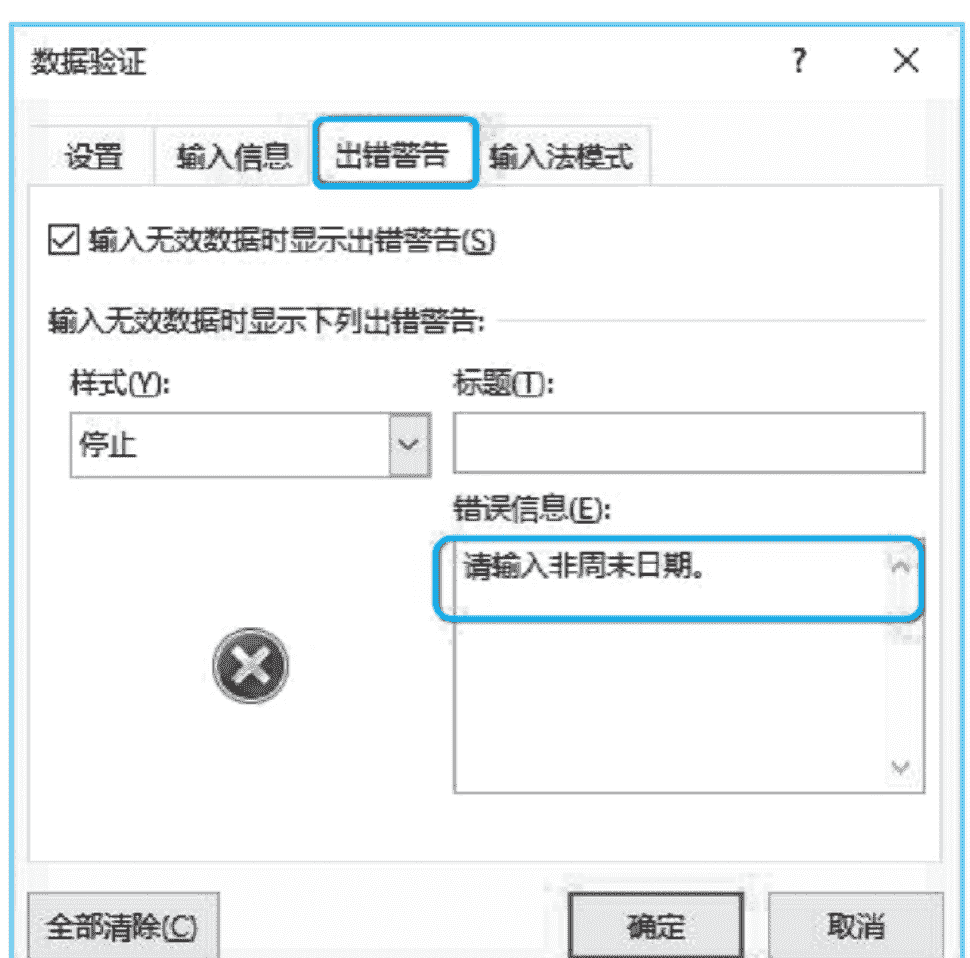 数据验证 ? ×
设置 输入信息 出错警告 输入法模式
输入无效数据时显示出错警告(S)
输入无效数据时显示下列出错警告:
样式(Y): 标题(T):
停止
错误信息(E):
请输入非周末日期。
全部清除(C) 确定 取消